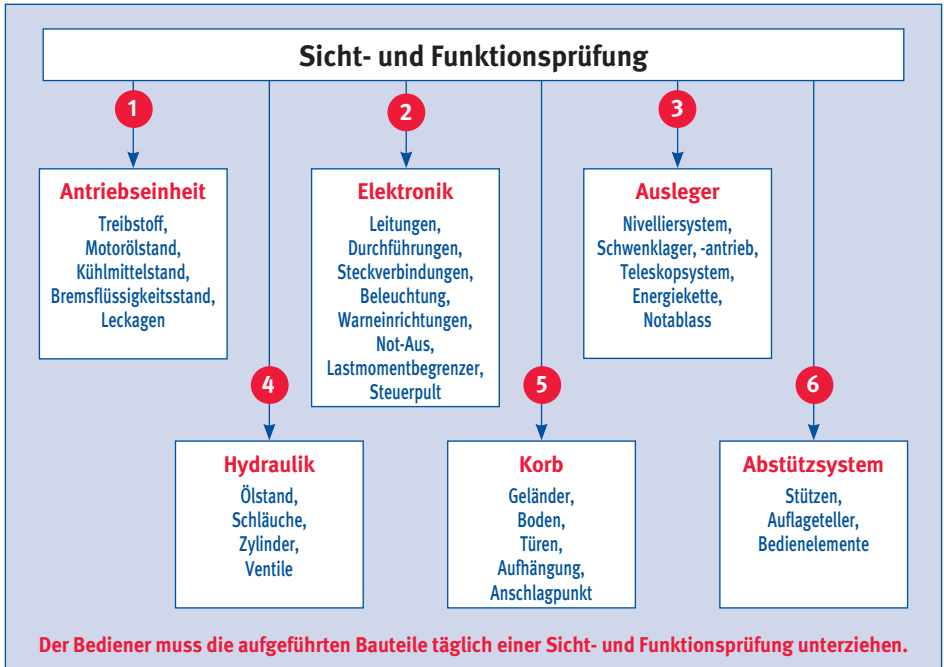 Sicht- und Funktionsprüfung
1
Antriebseinheit
Treibstoff,
Motorölstand,
Kühlmittelstand,
Bremsflüssigkeitsstand,
Leckagen
2
Elektronik
Leitungen,
Durchführungen,
Steckverbindungen,
Beleuchtung,
Warneinrichtungen,
Not-Aus,
Lastmomentbegrenzer,
Steuerpult
3
Ausleger
Nivelliersystem,
Schwenklager, -antrieb,
Teleskopsystem,
Energiekette,
Notablass
4
Hydraulik
Ölstand,
Schläuche,
Zylinder,
Ventile
5
Korb
Geländer,
Boden,
Türen,
Aufhängung,
Anschlagpunkt
6
Abstützsystem
Stützen,
Auflageteller,
Bedienelemente
Der Bediener muss die aufgeführten Bauteile täglich einer Sicht- und Funktionsprüfung unterziehen.